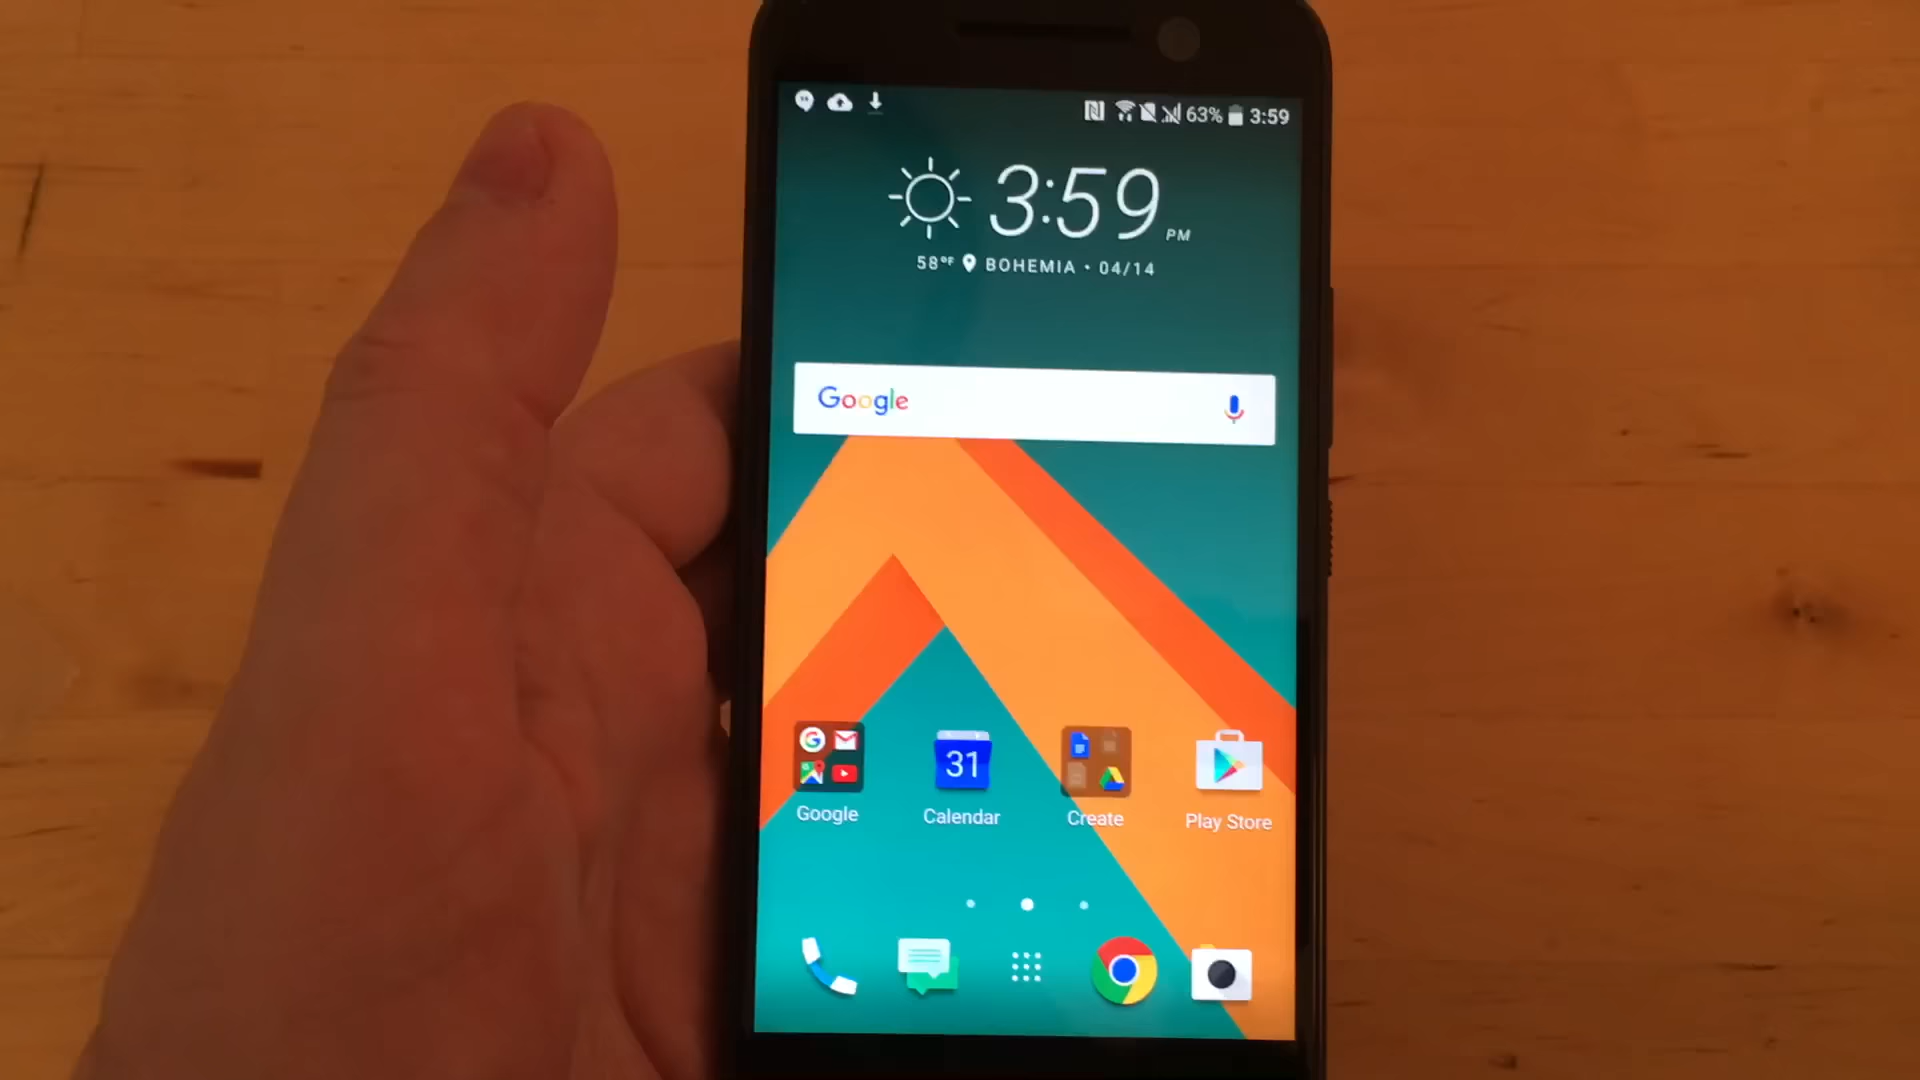 63% 3:59
3:59 PM
58°F BOHEMIA • 04/14
Google
31
Google Calendar Create Play Store